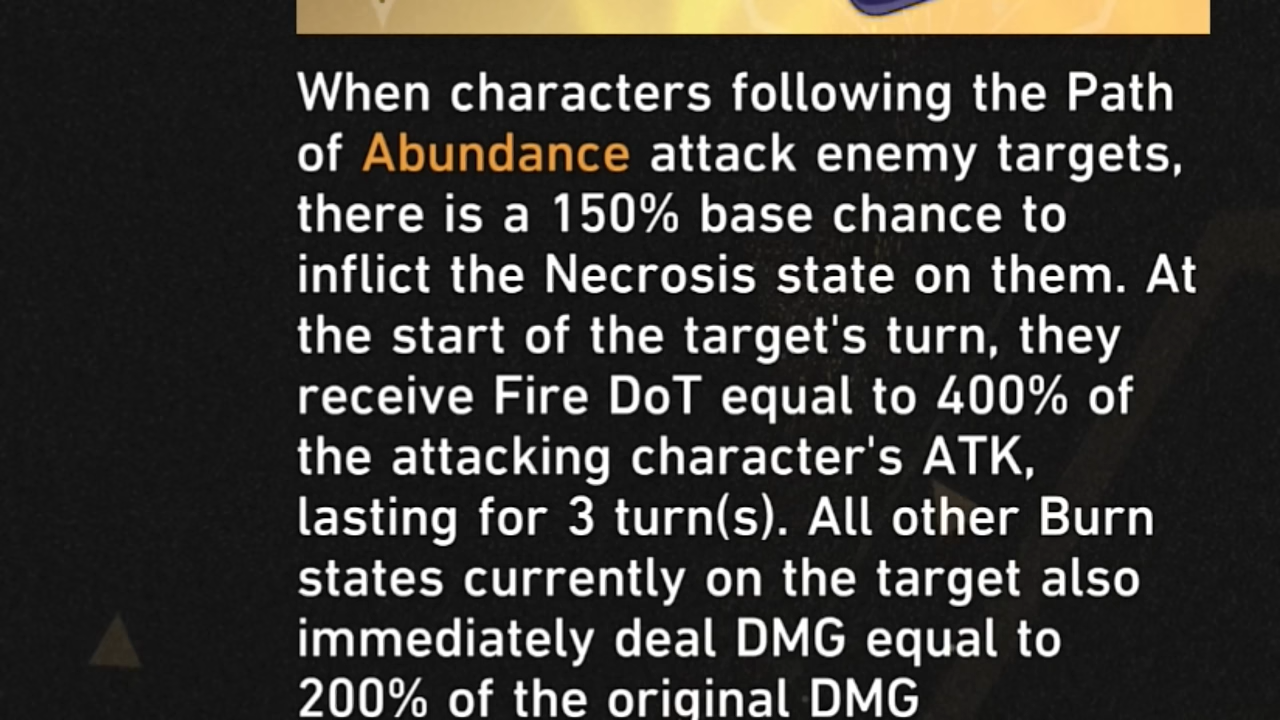 When characters following the Path
of Abundance attack enemy targets,
there is a 150% base chance to
inflict the Necrosis state on them. At
the start of the target's turn, they
receive Fire DoT equal to 400% of
the attacking character's ATK,
lasting for 3 turn(s). All other Burn
states currently on the target also
immediately deal DMG equal to
200% of the original DMG